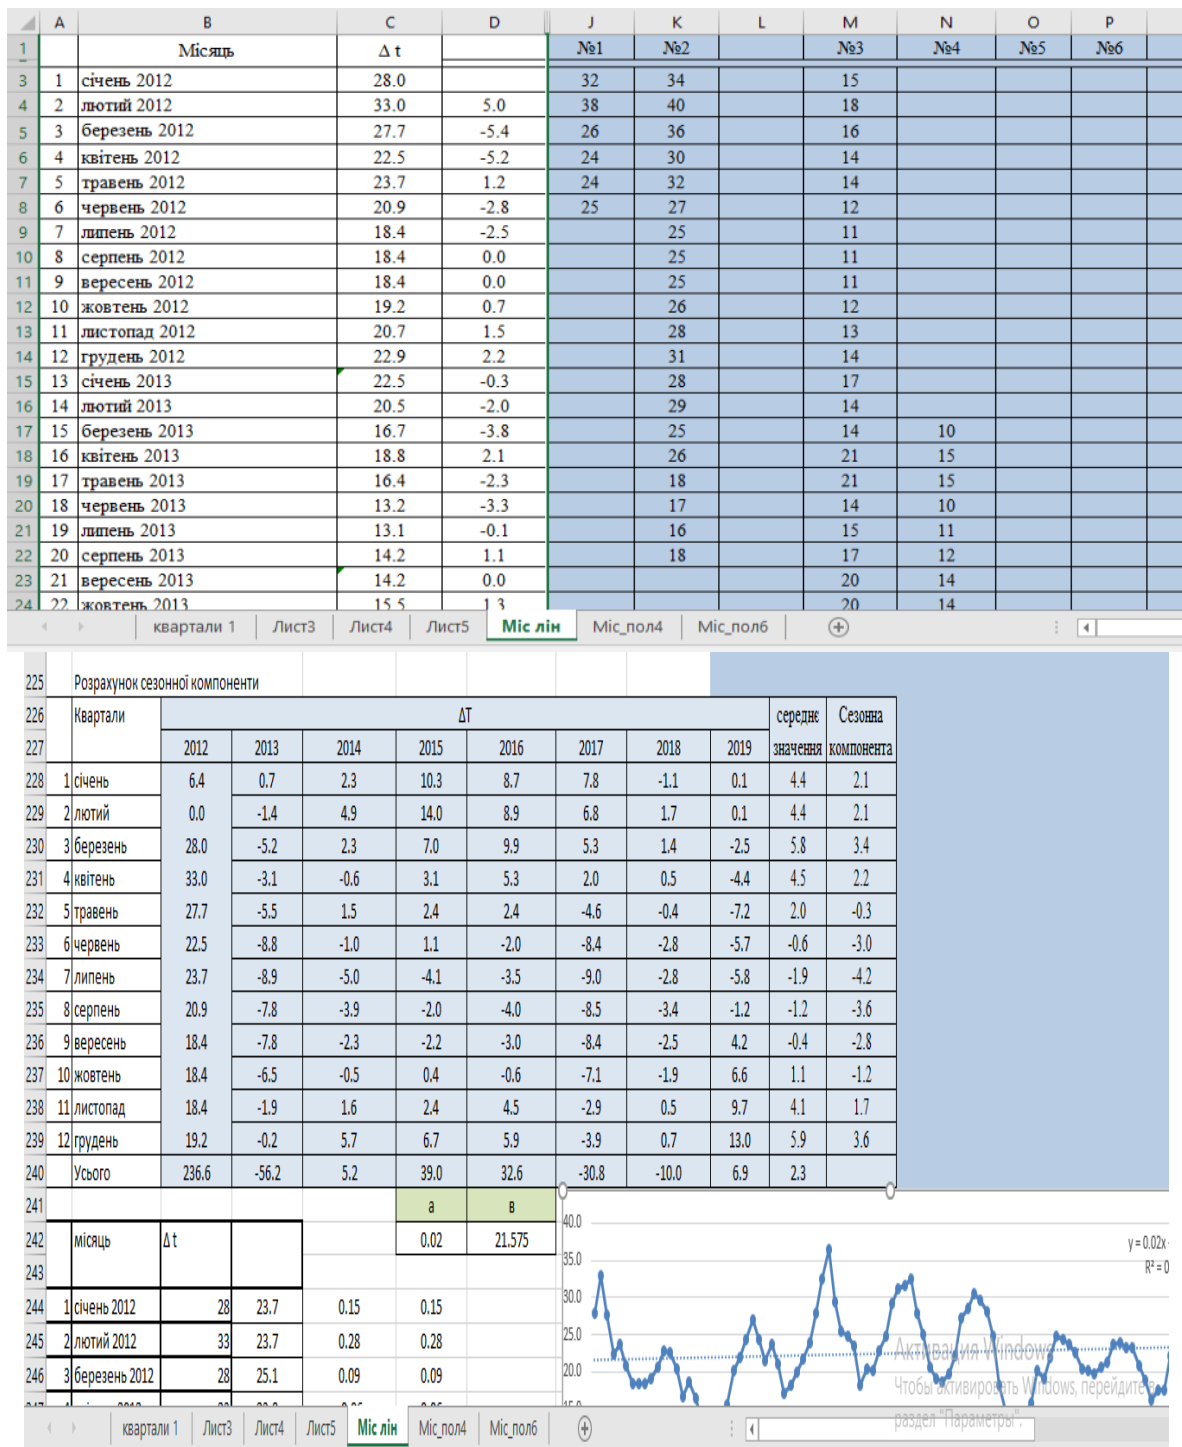 A B C D J K L M N O P
1 Місяць Δ t №1 №2 №3 №4 №5 №6
3 1 січень 2012 28.0 32 34 15
4 2 лютий 2012 33.0 5.0 38 40 18
5 3 березень 2012 27.7 -5.4 26 36 16
6 4 квітень 2012 22.5 -5.2 24 30 14
7 5 травень 2012 23.7 1.2 24 32 14
8 6 червень 2012 20.9 -2.8 25 27 12
9 7 липень 2012 18.4 -2.5 25 11
10 8 серпень 2012 18.4 0.0 25 11
11 9 вересень 2012 18.4 0.0 25 11
12 10 жовтень 2012 19.2 0.7 26 12
13 11 листопад 2012 20.7 1.5 28 13
14 12 грудень 2012 22.9 2.2 31 14
15 13 січень 2013 22.5 -0.3 28 17
16 14 лютий 2013 20.5 -2.0 29 14
17 15 березень 2013 16.7 -3.8 25 14 10
18 16 квітень 2013 18.8 2.1 26 21 15
19 17 травень 2013 16.4 -2.3 18 21 15
20 18 червень 2013 13.2 -3.3 17 14 10
21 19 липень 2013 13.1 -0.1 16 15 11
22 20 серпень 2013 14.2 1.1 18 17 12
23 21 вересень 2013 14.2 0.0 20 14
24 22 жовтень 2013 15.5 1.3 20 14
квартали 1 Лист3 Лист4 Лист5 Міс лін Міс_пол4 Міс_пол6
225 Розрахунок сезонної компоненти
226 Квартали ΔT середнє Сезонна
227 2012 2013 2014 2015 2016 2017 2018 2019 значення компонента
228 1 січень 6.4 0.7 2.3 10.3 8.7 7.8 -1.1 0.1 4.4 2.1
229 2 лютий 0.0 -1.4 4.9 14.0 8.9 6.8 1.7 0.1 4.4 2.1
230 3 березень 28.0 -5.2 2.3 7.0 9.9 5.3 1.4 -2.5 5.8 3.4
231 4 квітень 33.0 -3.1 -0.6 3.1 5.3 2.0 0.5 -4.4 4.5 2.2
232 5 травень 27.7 -5.5 1.5 2.4 2.4 -4.6 -0.4 -7.2 2.0 -0.3
233 6 червень 22.5 -8.8 -1.0 1.1 -2.0 -8.4 -2.8 -5.7 -0.6 -3.0
234 7 липень 23.7 -8.9 -5.0 -4.1 -3.5 -9.0 -2.8 -5.8 -1.9 -4.2
235 8 серпень 20.9 -7.8 -3.9 -2.0 -4.0 -8.5 -3.4 -1.2 -1.2 -3.6
236 9 вересень 18.4 -7.8 -2.3 -2.2 -3.0 -8.4 -2.5 4.2 -0.4 -2.8
237 10 жовтень 18.4 -6.5 -0.5 0.4 -0.6 -7.1 -1.9 6.6 1.1 -1.2
238 11 листопад 18.4 -1.9 1.6 2.4 4.5 -2.9 0.5 9.7 4.1 1.7
239 12 грудень 19.2 -0.2 5.7 6.7 5.9 -3.9 0.7 13.0 5.9 3.6
240 Усього 236.6 -56.2 5.2 39.0 32.6 -30.8 -10.0 6.9 2.3
241 а в
40.0
242 місяць Δ t 0.02 21.575
y = 0.02x
243
35.0
R² = 0
244 1 січень 2012 28 23.7 0.15 0.15
30.0
245 2 лютий 2012 33 23.7 0.28 0.28
25.0
Активация Windows
246 3 березень 2012 28 25.1 0.09 0.09
20.0
Чтобы активировать Windows, перейдите в
раздел "Параметры".
квартали 1 Лист3 Лист4 Лист5 Міс лін Міс_пол4 Міс_пол6